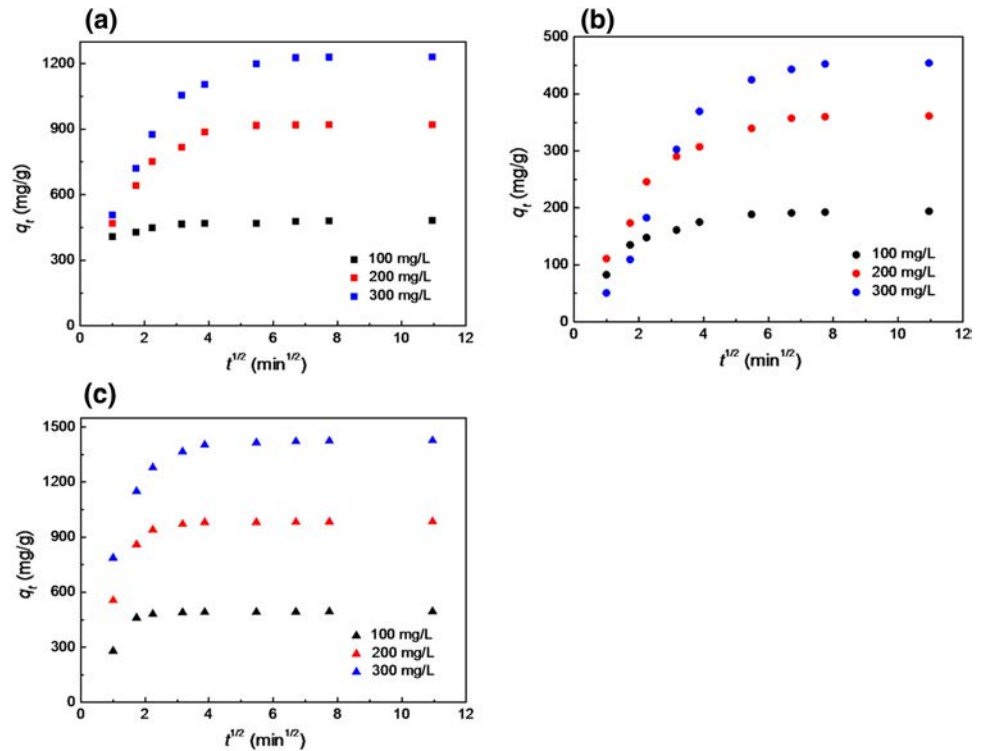 (a)
1200
900
600
300
0
q_t (mg/g)
100 mg/L
200 mg/L
300 mg/L
0 2 4 6 8 10 12
t^{1/2} (min^{1/2})
(b)
500
400
300
200
100
0
q_t (mg/g)
100 mg/L
200 mg/L
300 mg/L
0 2 4 6 8 10 12
t^{1/2} (min^{1/2})
(c)
1500
1200
900
600
300
0
q_t (mg/g)
100 mg/L
200 mg/L
300 mg/L
0 2 4 6 8 10 12
t^{1/2} (min^{1/2})